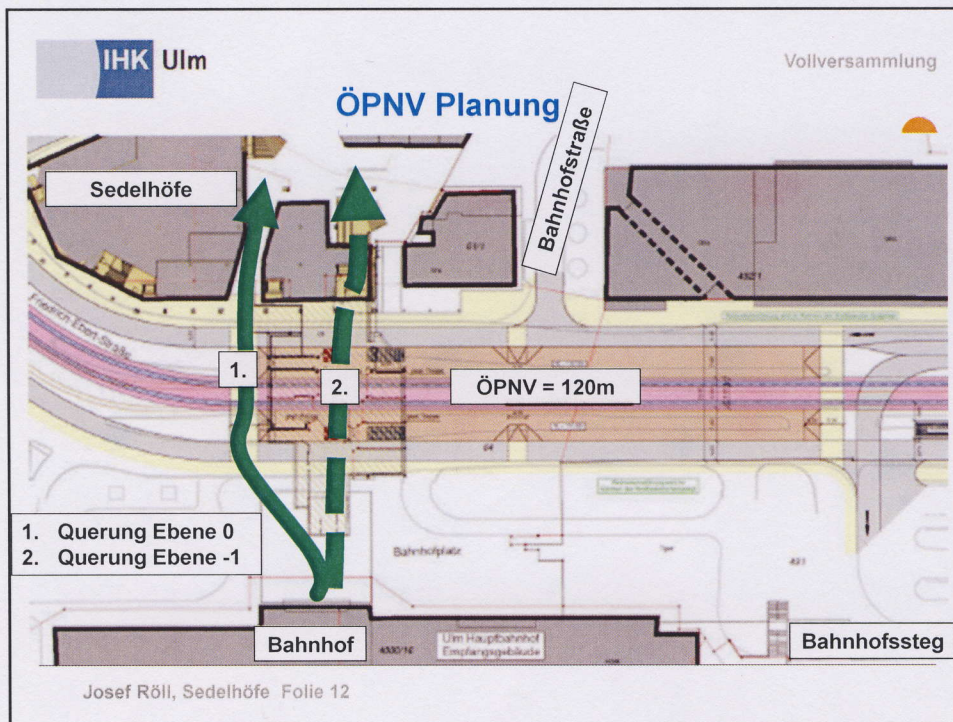 IHK Ulm
Vollversammlung
ÖPNV Planung
Bahnhofstraße
Sedelhöfe
Friedrich-Ebert-Straße
1.
2.
ÖPNV = 120m
1. Querung Ebene 0
2. Querung Ebene -1
Bahnhofplatz
Bahnhof
Ulm Hauptbahnhof
Empfangsgebäude
Bahnhofssteg
Josef Röll, Sedelhöfe Folie 12